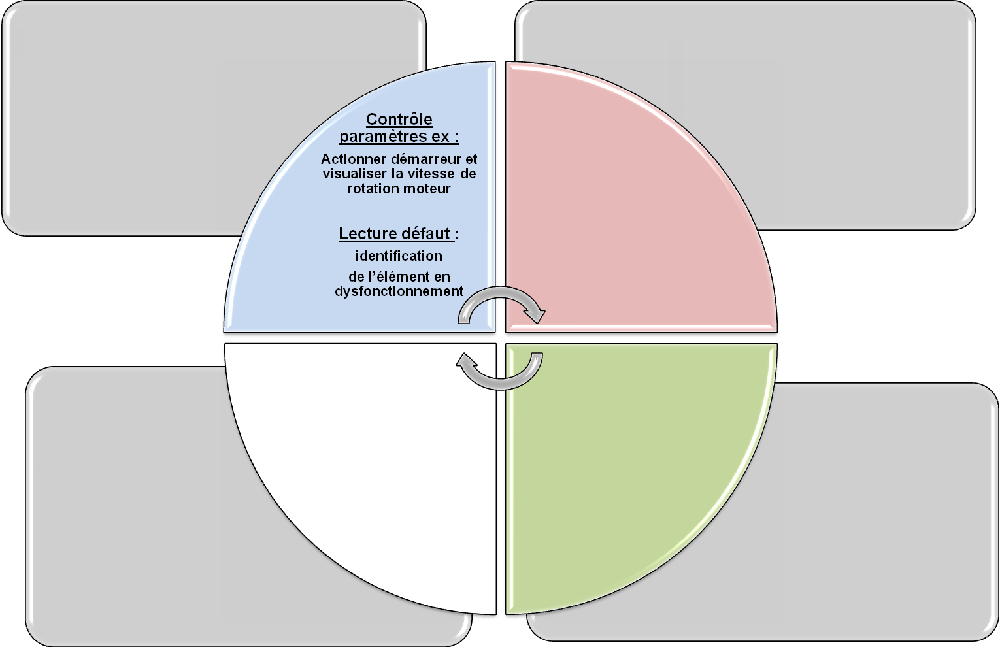 Contrôle
paramètres ex :
Actionner démarreur et
visualiser la vitesse de
rotation moteur
Lecture défaut :
identification
de l’élément en
dysfonctionnement